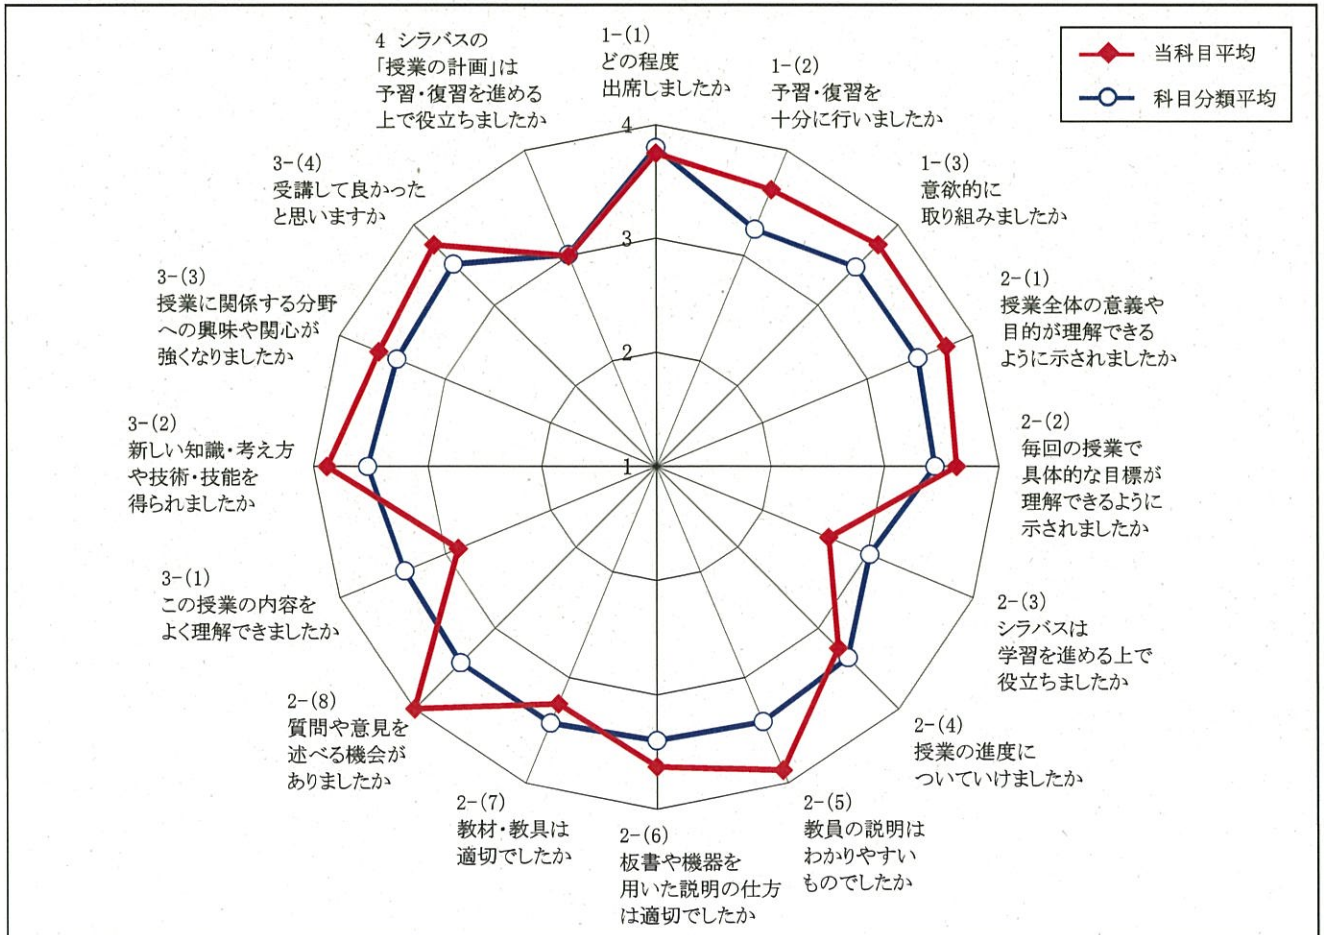 当科目平均
科目分類平均
1-(1)
どの程度
出席しましたか
1-(2)
予習・復習を
十分に行いましたか
1-(3)
意欲的に
取り組みましたか
2-(1)
授業全体の意義や
目的が理解できる
ように示されましたか
2-(2)
毎回の授業で
具体的な目標が
理解できるように
示されましたか
2-(3)
シラバスは
学習を進める上で
役立ちましたか
2-(4)
授業の進度に
ついていけましたか
2-(5)
教員の説明は
わかりやすい
ものでしたか
2-(6)
板書や機器を
用いた説明の仕方
は適切でしたか
2-(7)
教材・教具は
適切でしたか
2-(8)
質問や意見を
述べる機会が
ありましたか
3-(1)
この授業の内容を
よく理解できましたか
3-(2)
新しい知識・考え方
や技術・技能を
得られましたか
3-(3)
授業に関係する分野
への興味や関心が
強くなりましたか
3-(4)
受講して良かった
と思いますか
4 シラバスの
「授業の計画」は
予習・復習を進める
上で役立ちましたか
4
3
2
1